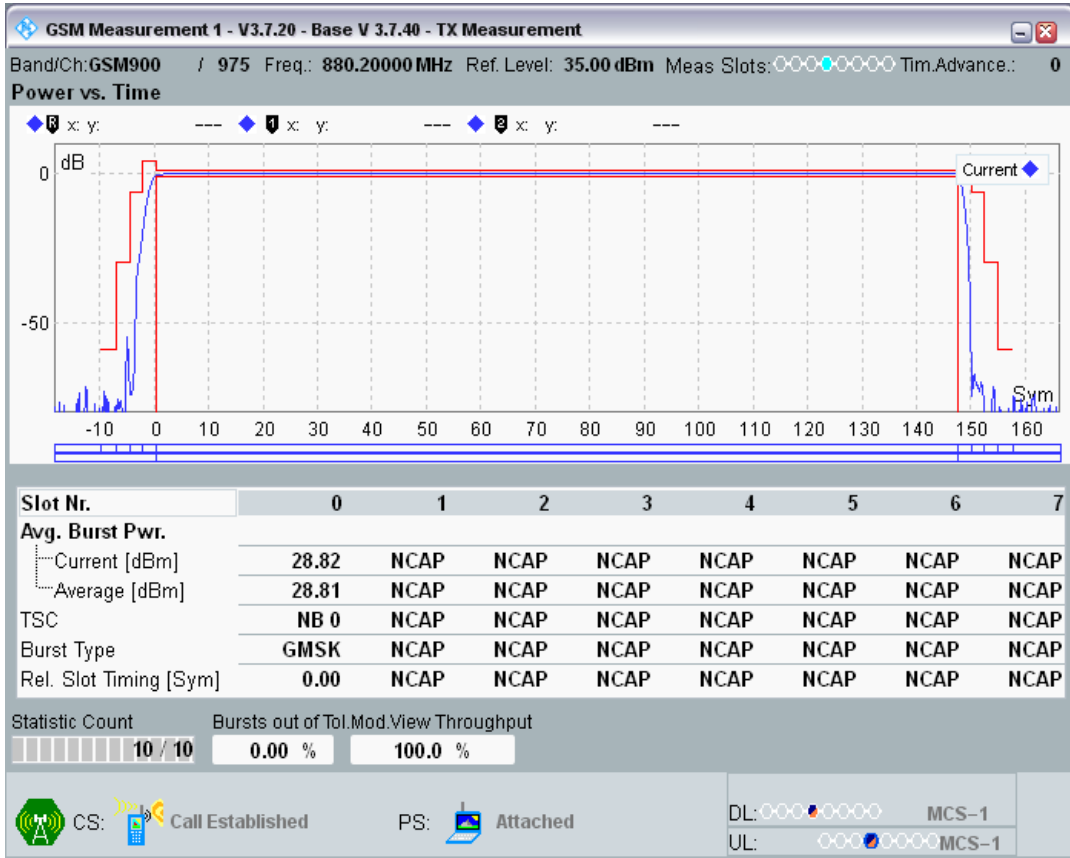 GSM Measurement 1 - V3.7.20 - Base V 3.7.40 - TX Measurement
Band/Ch:GSM900 / 975 Freq.: 880.20000 MHz Ref. Level: 35.00 dBm Meas Slots: Tim.Advance.: 0
Power vs. Time
R x: y: --- 1 x: y: --- 2 x: y: ---
dB
0
Current
-50
Sym
-10 0 10 20 30 40 50 60 70 80 90 100 110 120 130 140 150 160
Slot Nr. 0 1 2 3 4 5 6 7
Avg. Burst Pwr.
Current [dBm] 28.82 NCAP NCAP NCAP NCAP NCAP NCAP NCAP
Average [dBm] 28.81 NCAP NCAP NCAP NCAP NCAP NCAP NCAP
TSC NB 0 NCAP NCAP NCAP NCAP NCAP NCAP NCAP
Burst Type GMSK NCAP NCAP NCAP NCAP NCAP NCAP NCAP
Rel. Slot Timing [Sym] 0.00 NCAP NCAP NCAP NCAP NCAP NCAP NCAP
Statistic Count Bursts out of Tol.Mod.View Throughput
10 / 10 0.00 % 100.0 %
CS: Call Established PS: Attached
DL: MCS-1
UL: MCS-1